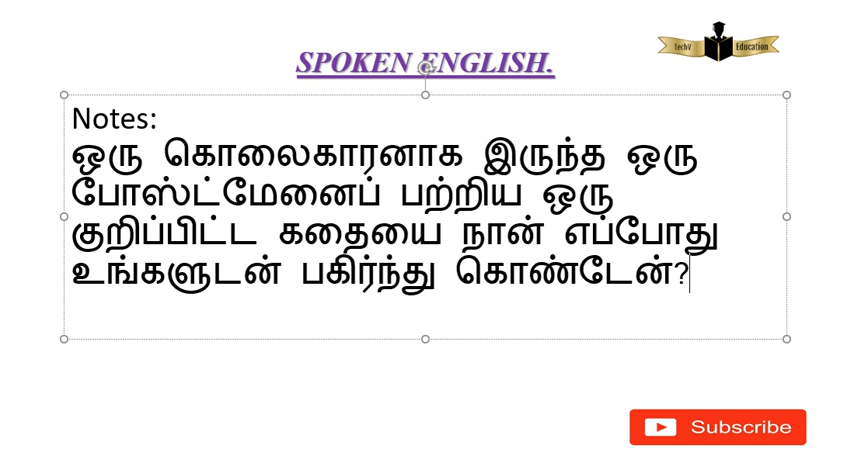 TechV Education
SPOKEN ENGLISH.
Notes:
ஒரு கொலைகாரனாக இருந்த ஒரு
போஸ்ட்மேனைப் பற்றிய ஒரு
குறிப்பிட்ட கதையை நான் எப்போது
உங்களுடன் பகிர்ந்து கொண்டேன்?
Subscribe